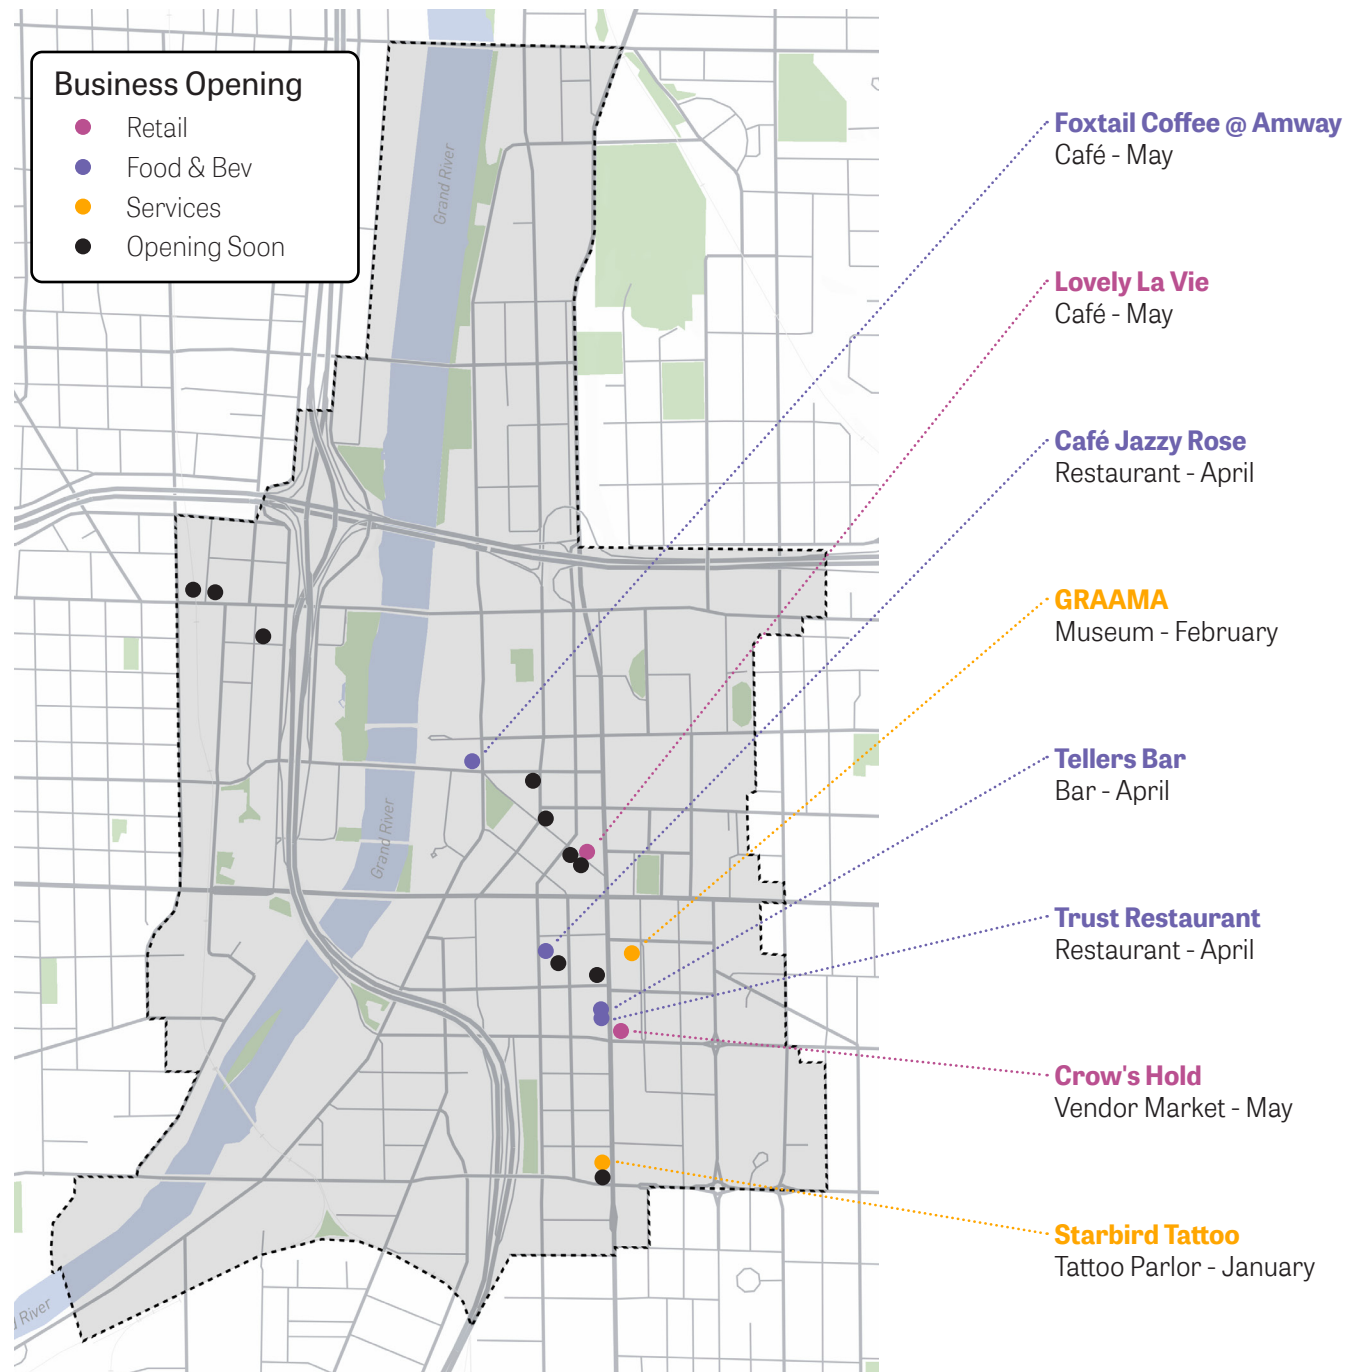 Business Opening
Retail
Food & Bev
Services
Opening Soon
Grand River
Grand River
River
Foxtail Coffee @ Amway
Café - May
Lovely La Vie
Café - May
Café Jazzy Rose
Restaurant - April
GRAAMA
Museum - February
Tellers Bar
Bar - April
Trust Restaurant
Restaurant - April
Crow's Hold
Vendor Market - May
Starbird Tattoo
Tattoo Parlor - January